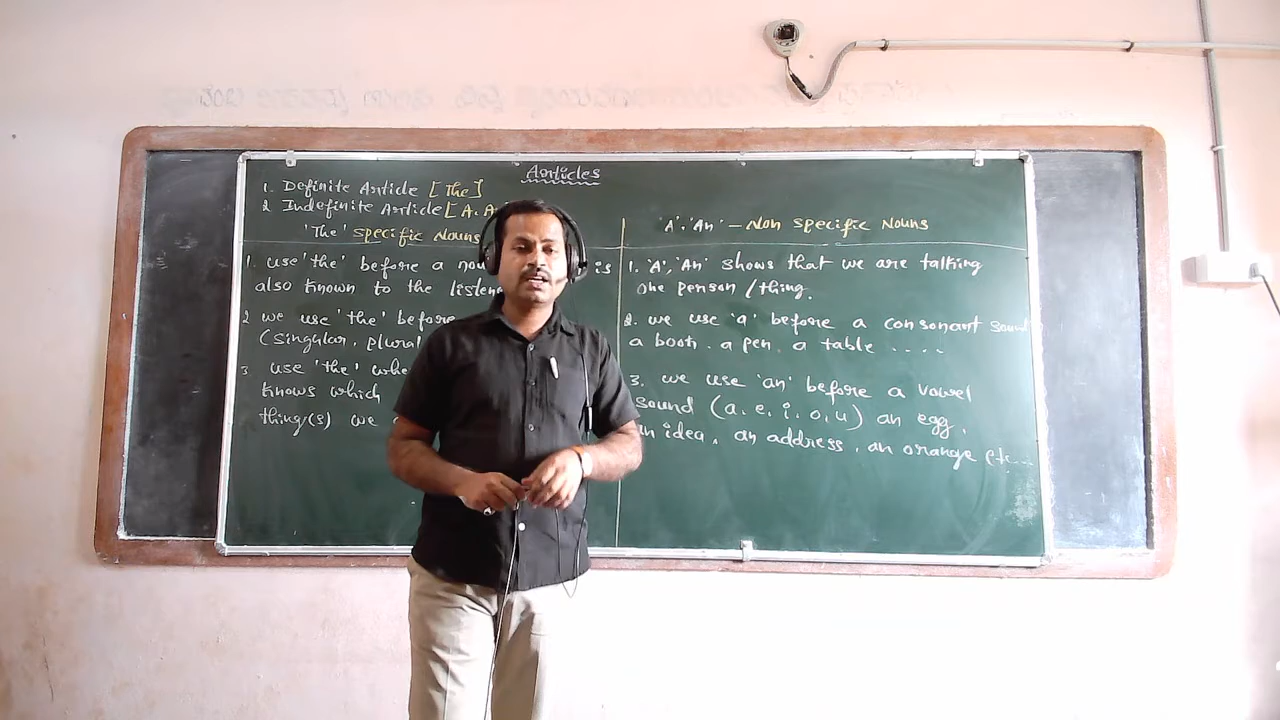 Articles
1. Definite Article [The]
2 Indefinite Article [A, A
'The' specific Nouns
1. use 'the' before a is
also known to the
2 we use 'the' before
(singular, plural
3 use 'the'
knows which
thing(s) we
'A', 'An' – Non specific Nouns
1. 'A', 'An' shows that we are talking
one person / thing.
2. we use 'a' before a consonant sound
a book, a pen, a table ....
3. we use 'an' before a vowel
sound (a, e, i, o, u) an egg,
an idea, an address, an orange etc...